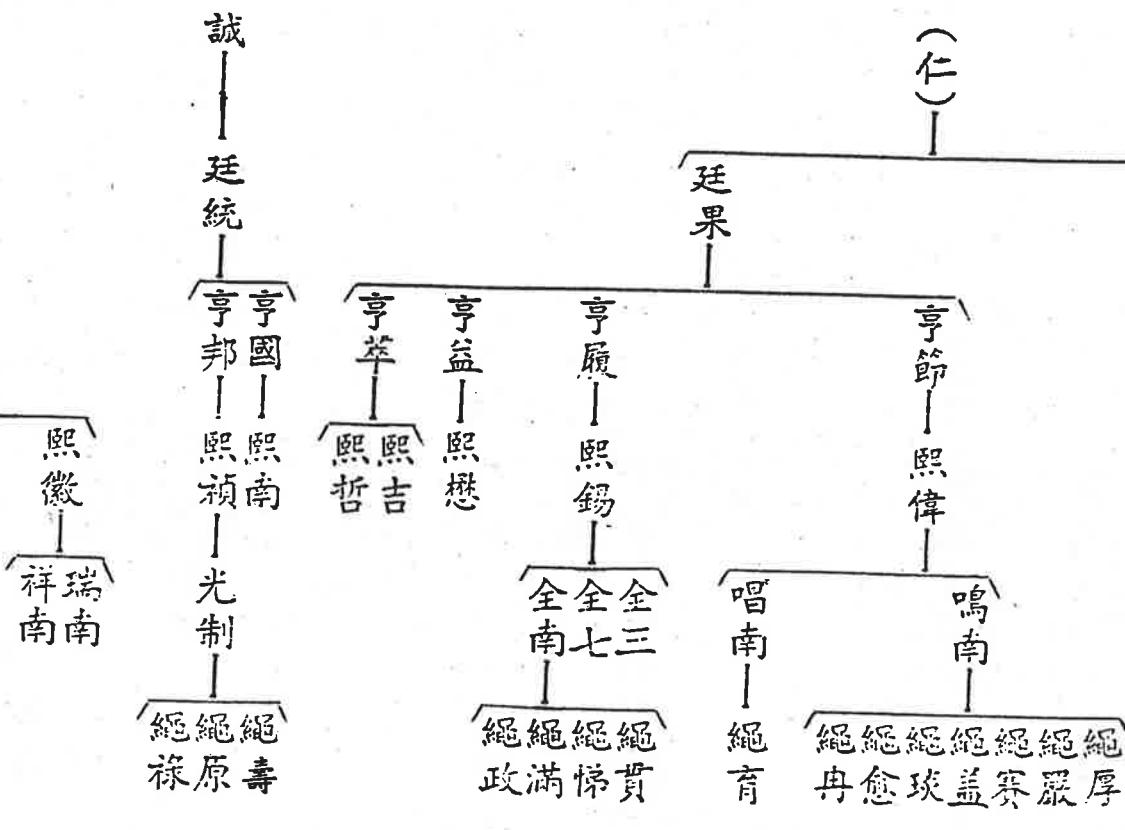 (仁)
廷果
亨節
亨履
亨益
亨萃
熙偉
熙錫
熙懋
熙吉
熙哲
鳴南
唱南
金三
全七
全南
繩厚
繩嚴
繩賽
繩盖
繩琰
繩愈
繩冉
繩育
繩貫
繩悌
繩滿
繩政
誠
廷統
亨國
亨邦
熙南
熙禎
光制
繩壽
繩原
繩祿
熙徽
瑞南
祥南